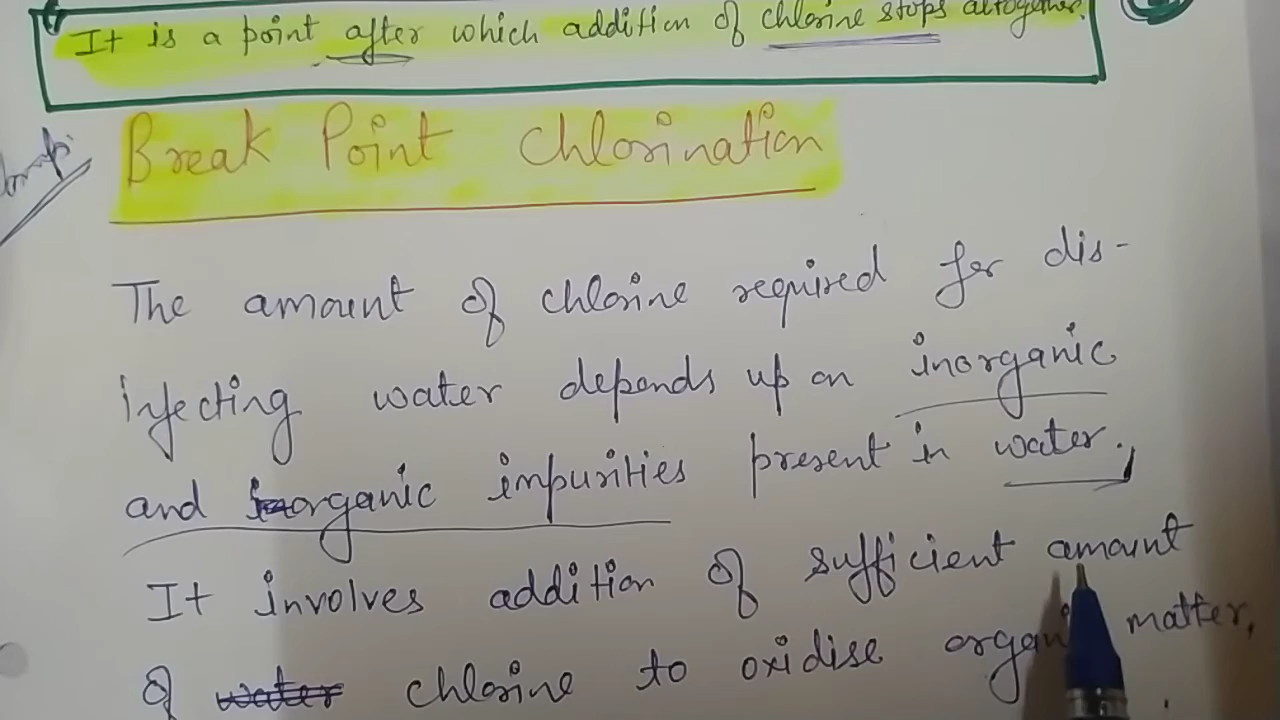 It is a point after which addition of chlorine stops altogether.
Imp.
Break Point Chlorination
The amount of chlorine required for dis-
infecting water depends up on inorganic
and organic impurities present in water.
It involves addition of sufficient amount
of water chlorine to oxidise matter,